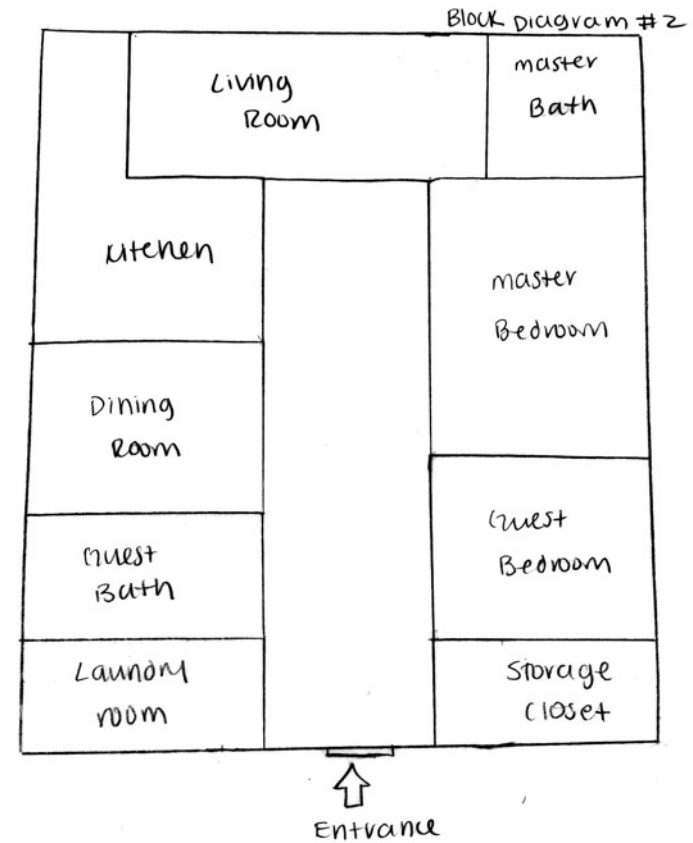 Block Diagram #2
Living
Room
master
Bath
Kitchen
master
Bedroom
Dining
Room
Guest
Bedroom
Guest
Bath
Laundry
room
Storage
Closet
Entrance